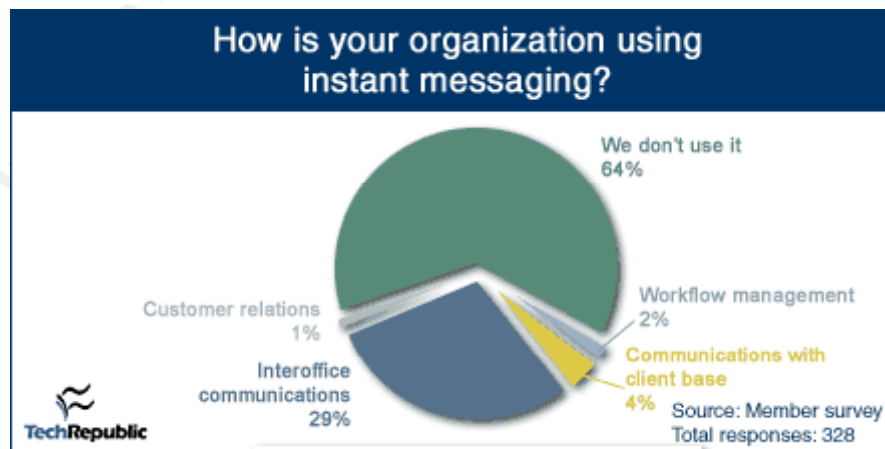 How is your organization using
instant messaging?
We don't use it
64%
Customer relations
1%
Workflow management
2%
Interoffice
communications
29%
Communications with
client base
4%
Source: Member survey
Total responses: 328
TechRepublic